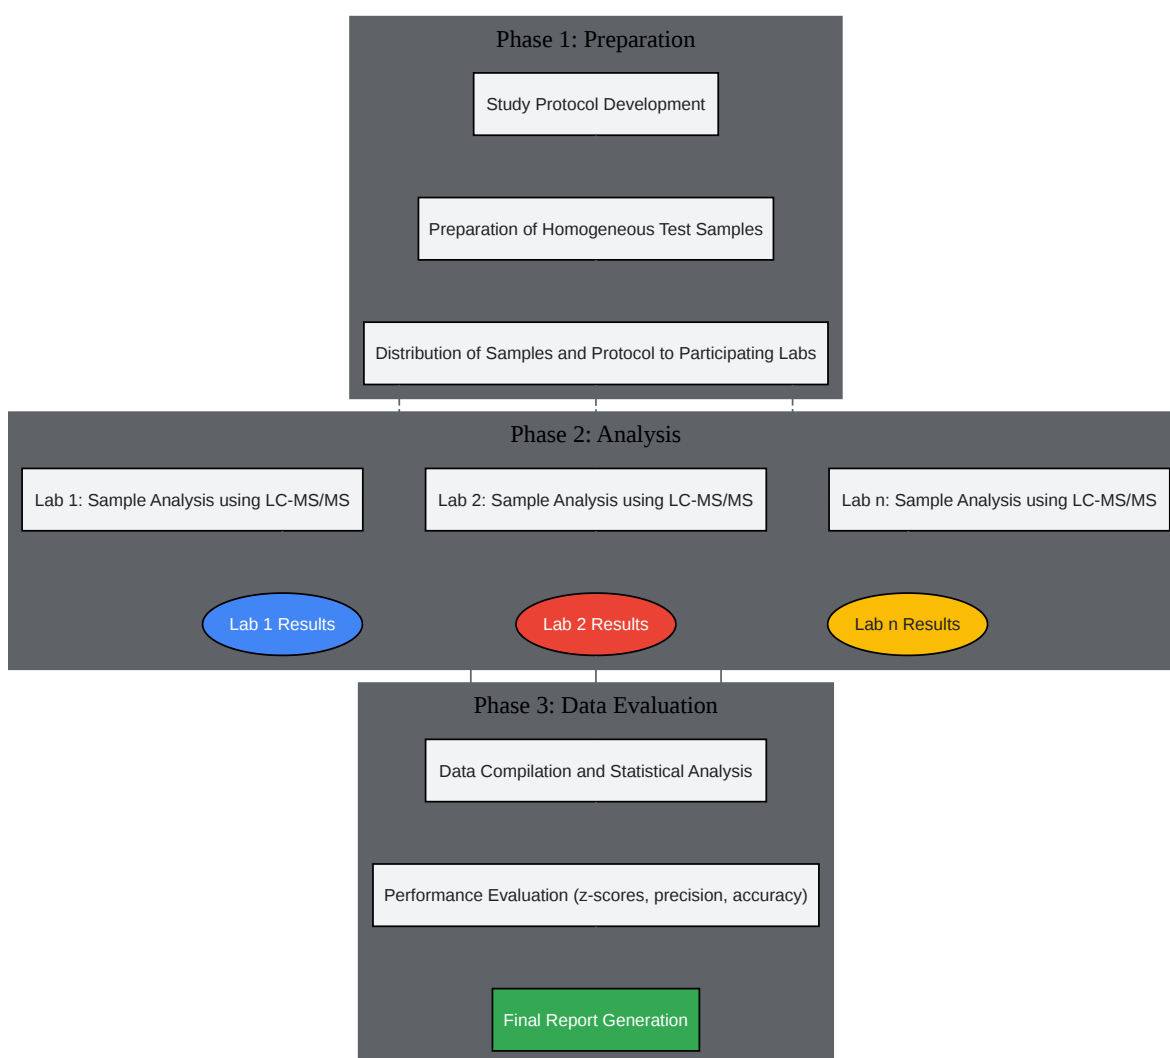 Phase 1: Preparation
Study Protocol Development
Preparation of Homogeneous Test Samples
Distribution of Samples and Protocol to Participating Labs
Phase 2: Analysis
Lab 1: Sample Analysis using LC-MS/MS
Lab 2: Sample Analysis using LC-MS/MS
Lab n: Sample Analysis using LC-MS/MS
Lab 1 Results
Lab 2 Results
Lab n Results
Phase 3: Data Evaluation
Data Compilation and Statistical Analysis
Performance Evaluation (z-scores, precision, accuracy)
Final Report Generation